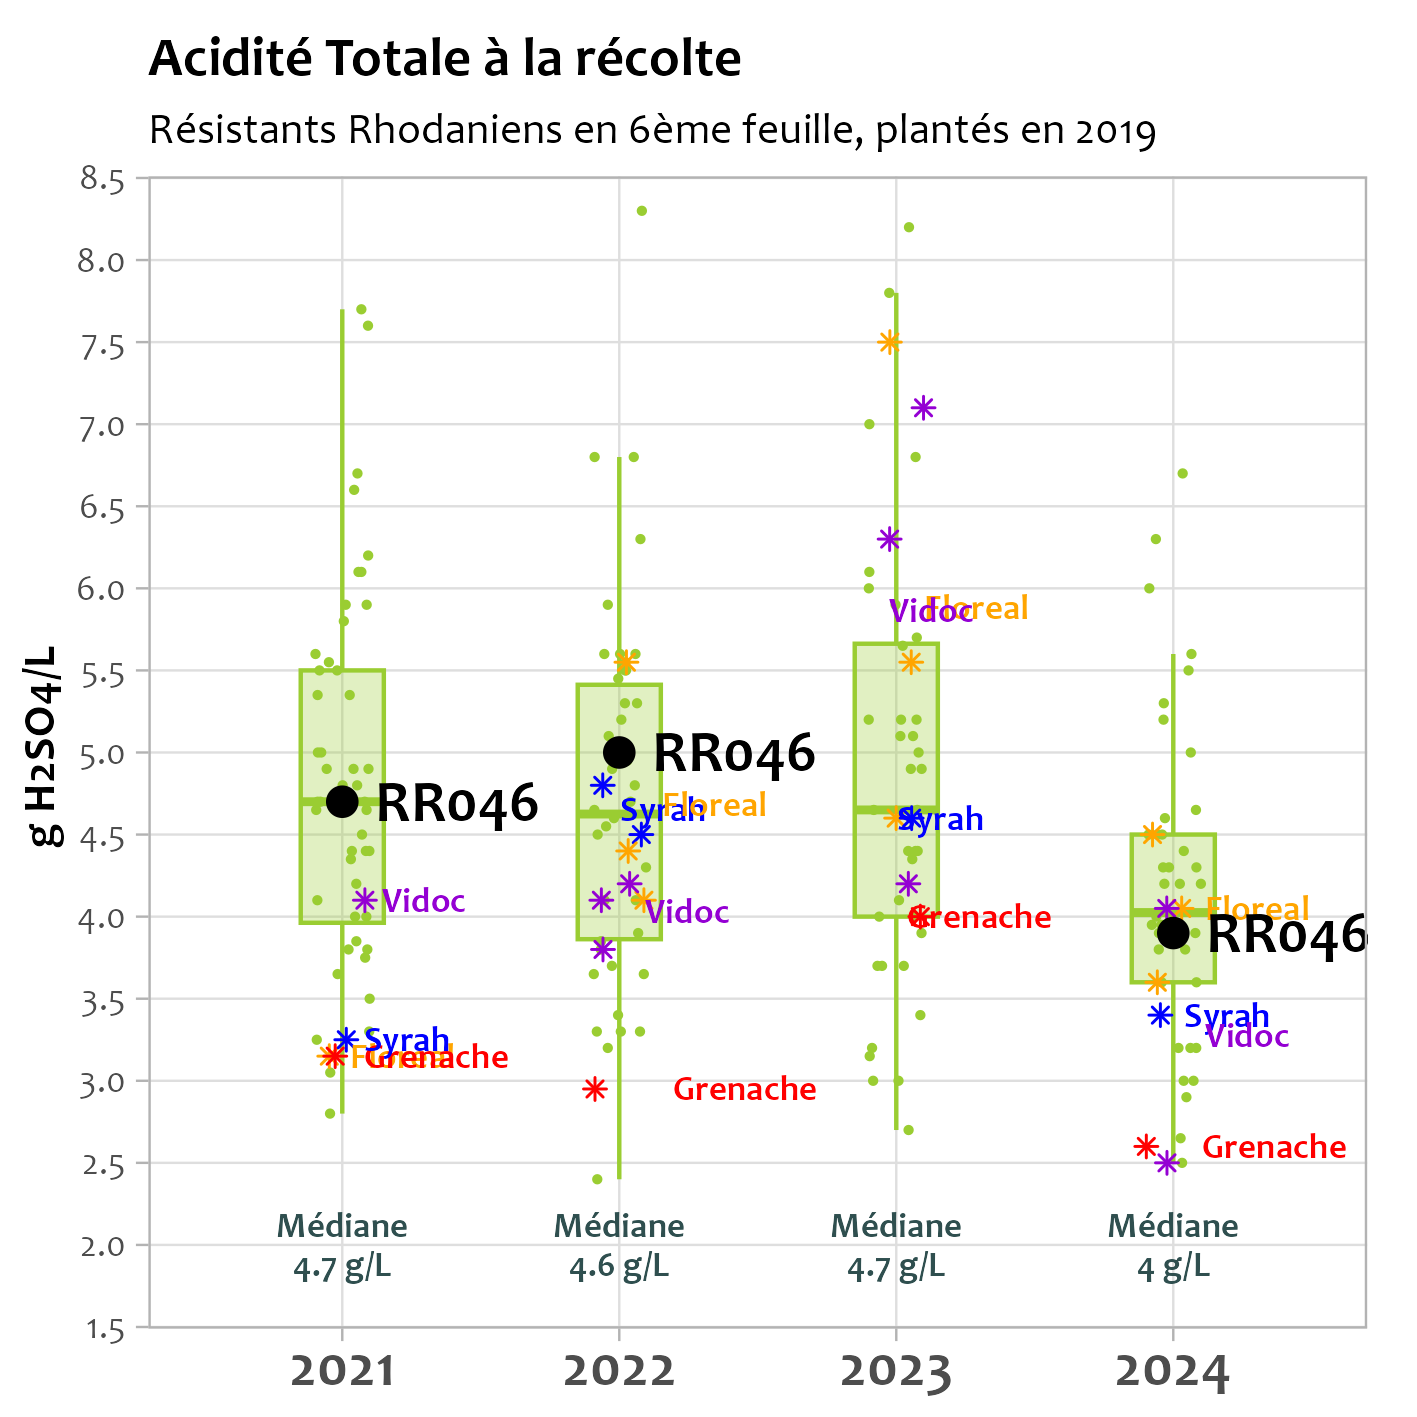 Acidité Totale à la récolte
Résistants Rhodaniens en 6ème feuille, plantés en 2019
g H2SO4/L
8.5
8.0
7.5
7.0
6.5
6.0
5.5
5.0
4.5
4.0
3.5
3.0
2.5
2.0
1.5
RR046
Vidoc
Syrah
Floreal
Grenache
Médiane
4.7 g/L
RR046
Syrah
Floreal
Vidoc
Grenache
Médiane
4.6 g/L
Vidoc
Floreal
Syrah
Grenache
Médiane
4.7 g/L
Floreal
RR046
Syrah
Vidoc
Grenache
Médiane
4 g/L
2021
2022
2023
2024